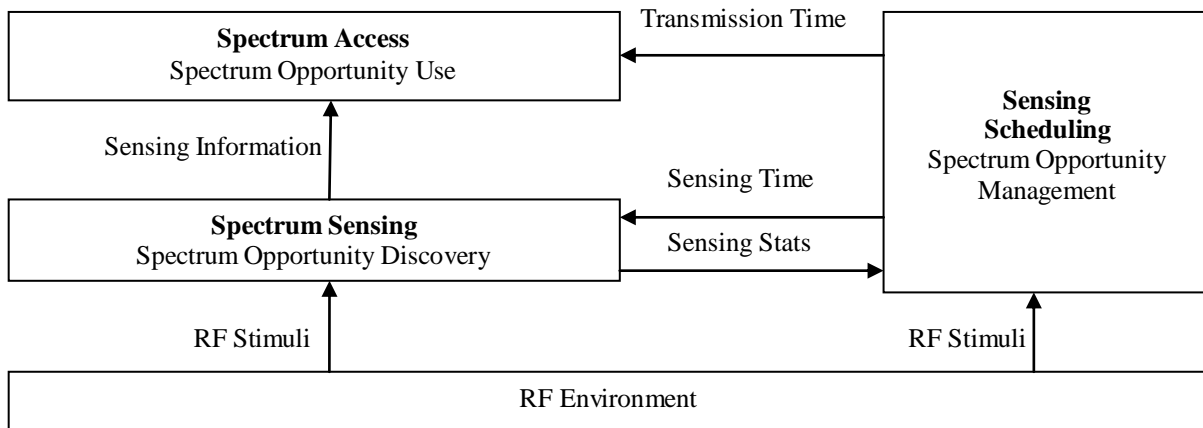 Transmission Time
Spectrum Access
Spectrum Opportunity Use
Sensing
Scheduling
Spectrum Opportunity
Management
Sensing Information
Sensing Time
Spectrum Sensing
Spectrum Opportunity Discovery
Sensing Stats
RF Stimuli
RF Stimuli
RF Environment